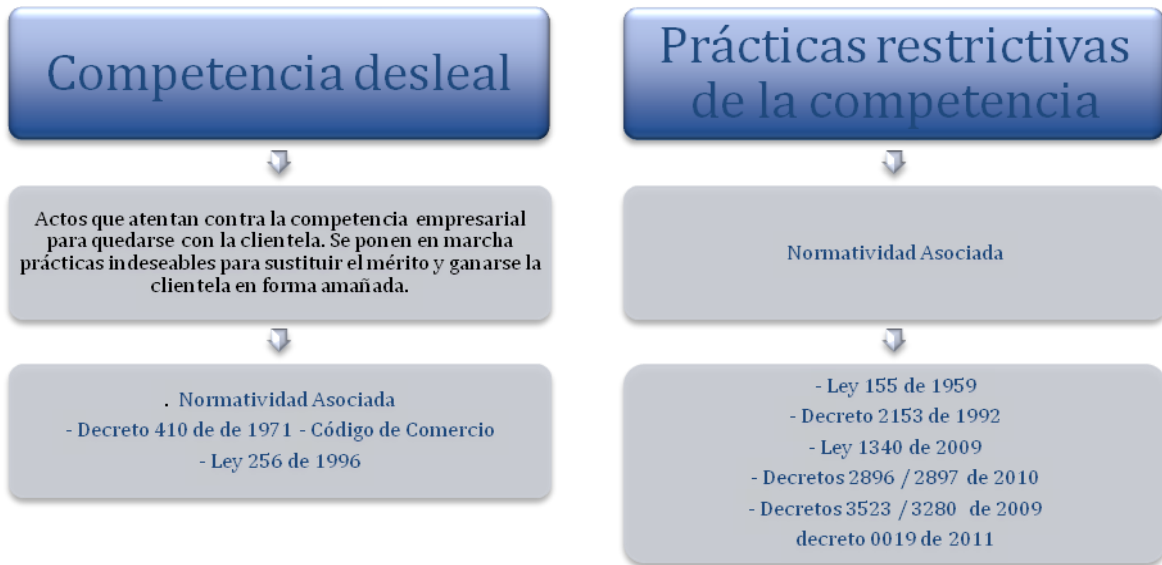 Competencia desleal
Actos que atentan contra la competencia empresarial
para quedarse con la clientela. Se ponen en marcha
prácticas indeseables para sustituir el mérito y ganarse la
clientela en forma amañada.
. Normatividad Asociada
- Decreto 410 de de 1971 - Código de Comercio
- Ley 256 de 1996
Prácticas restrictivas
de la competencia
Normatividad Asociada
- Ley 155 de 1959
- Decreto 2153 de 1992
- Ley 1340 de 2009
- Decretos 2896 / 2897 de 2010
- Decretos 3523 / 3280 de 2009
decreto 0019 de 2011